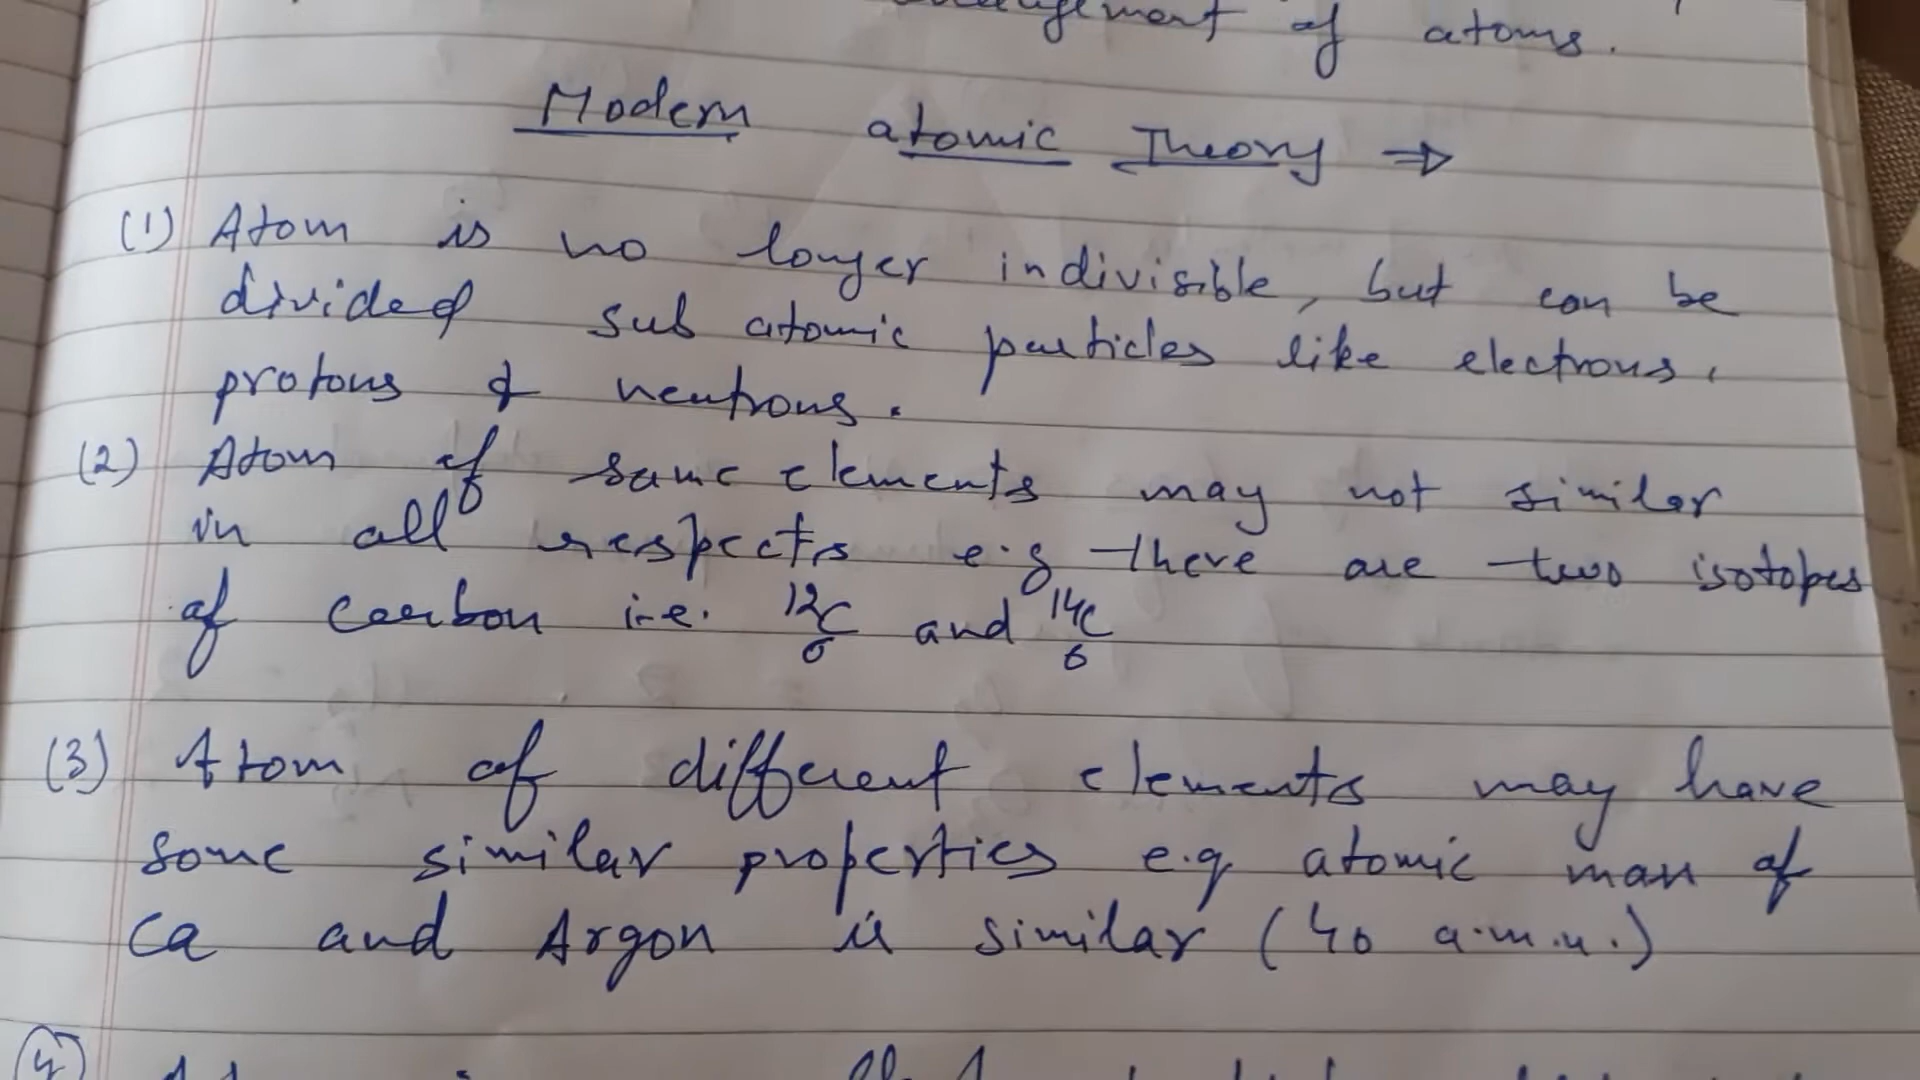 of atoms.
Modern atomic Theory ⇒
(1) Atom is no longer indivisible, but can be
divided sub atomic particles like electrons,
protons & neutrons.
(2) Atom of same elements may not similar
in all respects e.g there are two isotopes
of carbon i.e. ¹²₆C and ¹⁴₆C
(3) Atom of different elements may have
some similar properties e.g atomic mass of
Ca and Argon is similar (40 a.m.u.)
(4)